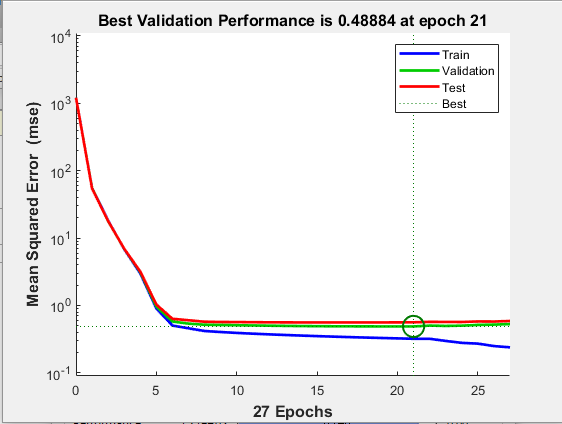 Best Validation Performance is 0.48884 at epoch 21
Mean Squared Error (mse)
10^4
10^3
10^2
10^1
10^0
10^-1
Train
Validation
Test
Best
0 5 10 15 20 25
27 Epochs